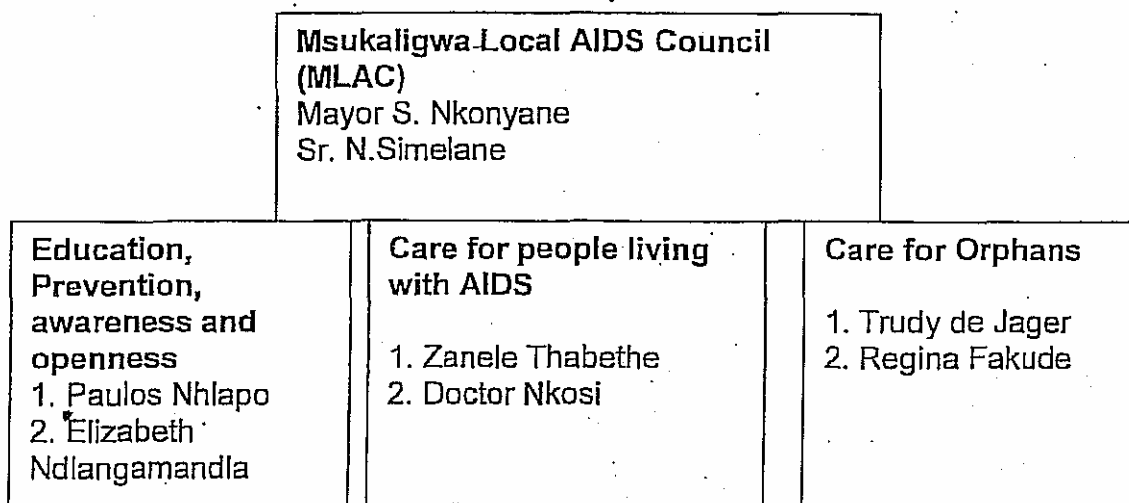 Msukaligwa Local AIDS Council
(MLAC)
Mayor S. Nkonyane
Sr. N.Simelane
Education,
Prevention,
awareness and
openness
1. Paulos Nhlapo
2. Elizabeth
Ndlangamandla
Care for people living
with AIDS
1. Zanele Thabethe
2. Doctor Nkosi
Care for Orphans
1. Trudy de Jager
2. Regina Fakude